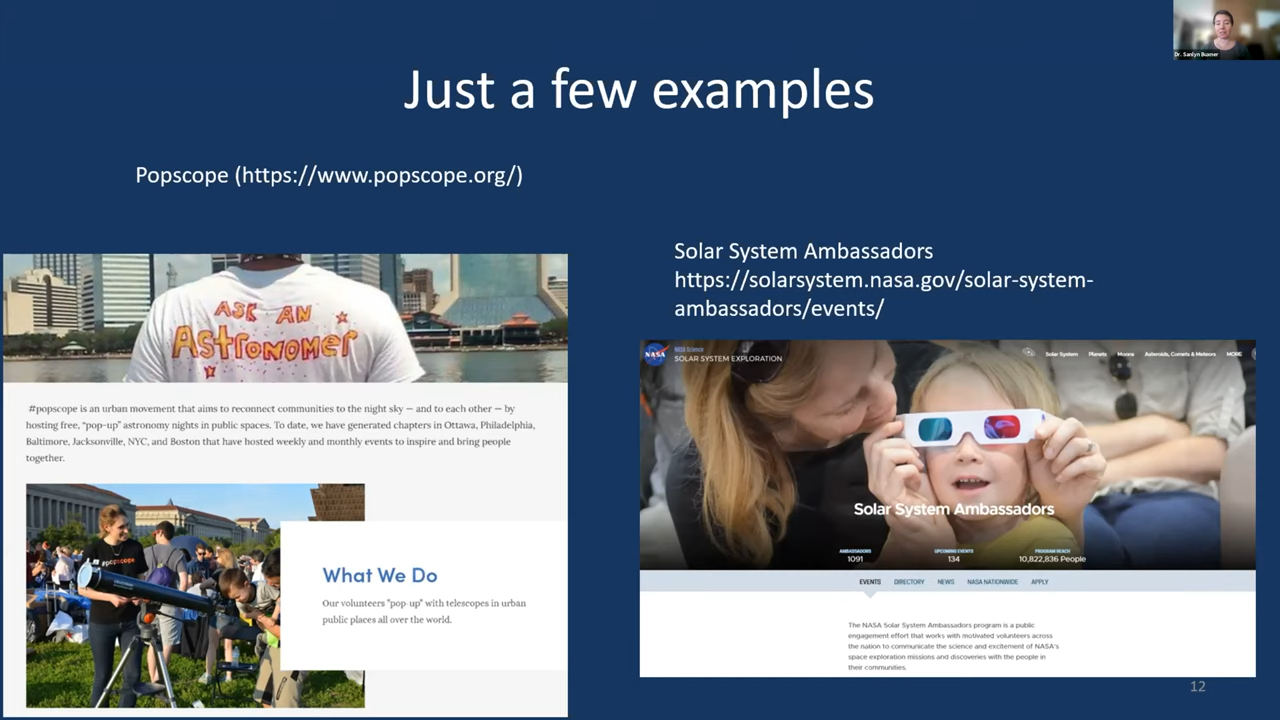 Dr. Sanlyn Buxner
Just a few examples
Popscope (https://www.popscope.org/)
Solar System Ambassadors
https://solarsystem.nasa.gov/solar-system-
ambassadors/events/
ASK AN
ASTRONOMER
#popscope is an urban movement that aims to reconnect communities to the night sky — and to each other — by
hosting free, "pop-up" astronomy nights in public spaces. To date, we have generated chapters in Ottawa, Philadelphia,
Baltimore, Jacksonville, NYC, and Boston that have hosted weekly and monthly events to inspire and bring people
together.
#popscope
What We Do
Our volunteers "pop-up" with telescopes in urban
public places all over the world.
NASA
NASA Science
SOLAR SYSTEM EXPLORATION
Solar System Planets Moons Asteroids, Comets & Meteors MORE
Solar System Ambassadors
AMBASSADORS UPCOMING EVENTS PROGRAM REACH
1091 134 10,822,836 People
EVENTS DIRECTORY NEWS NASA NATIONWIDE APPLY
The NASA Solar System Ambassadors program is a public
engagement effort that works with motivated volunteers across
the nation to communicate the science and excitement of NASA's
space exploration missions and discoveries with the people in
their communities.
12